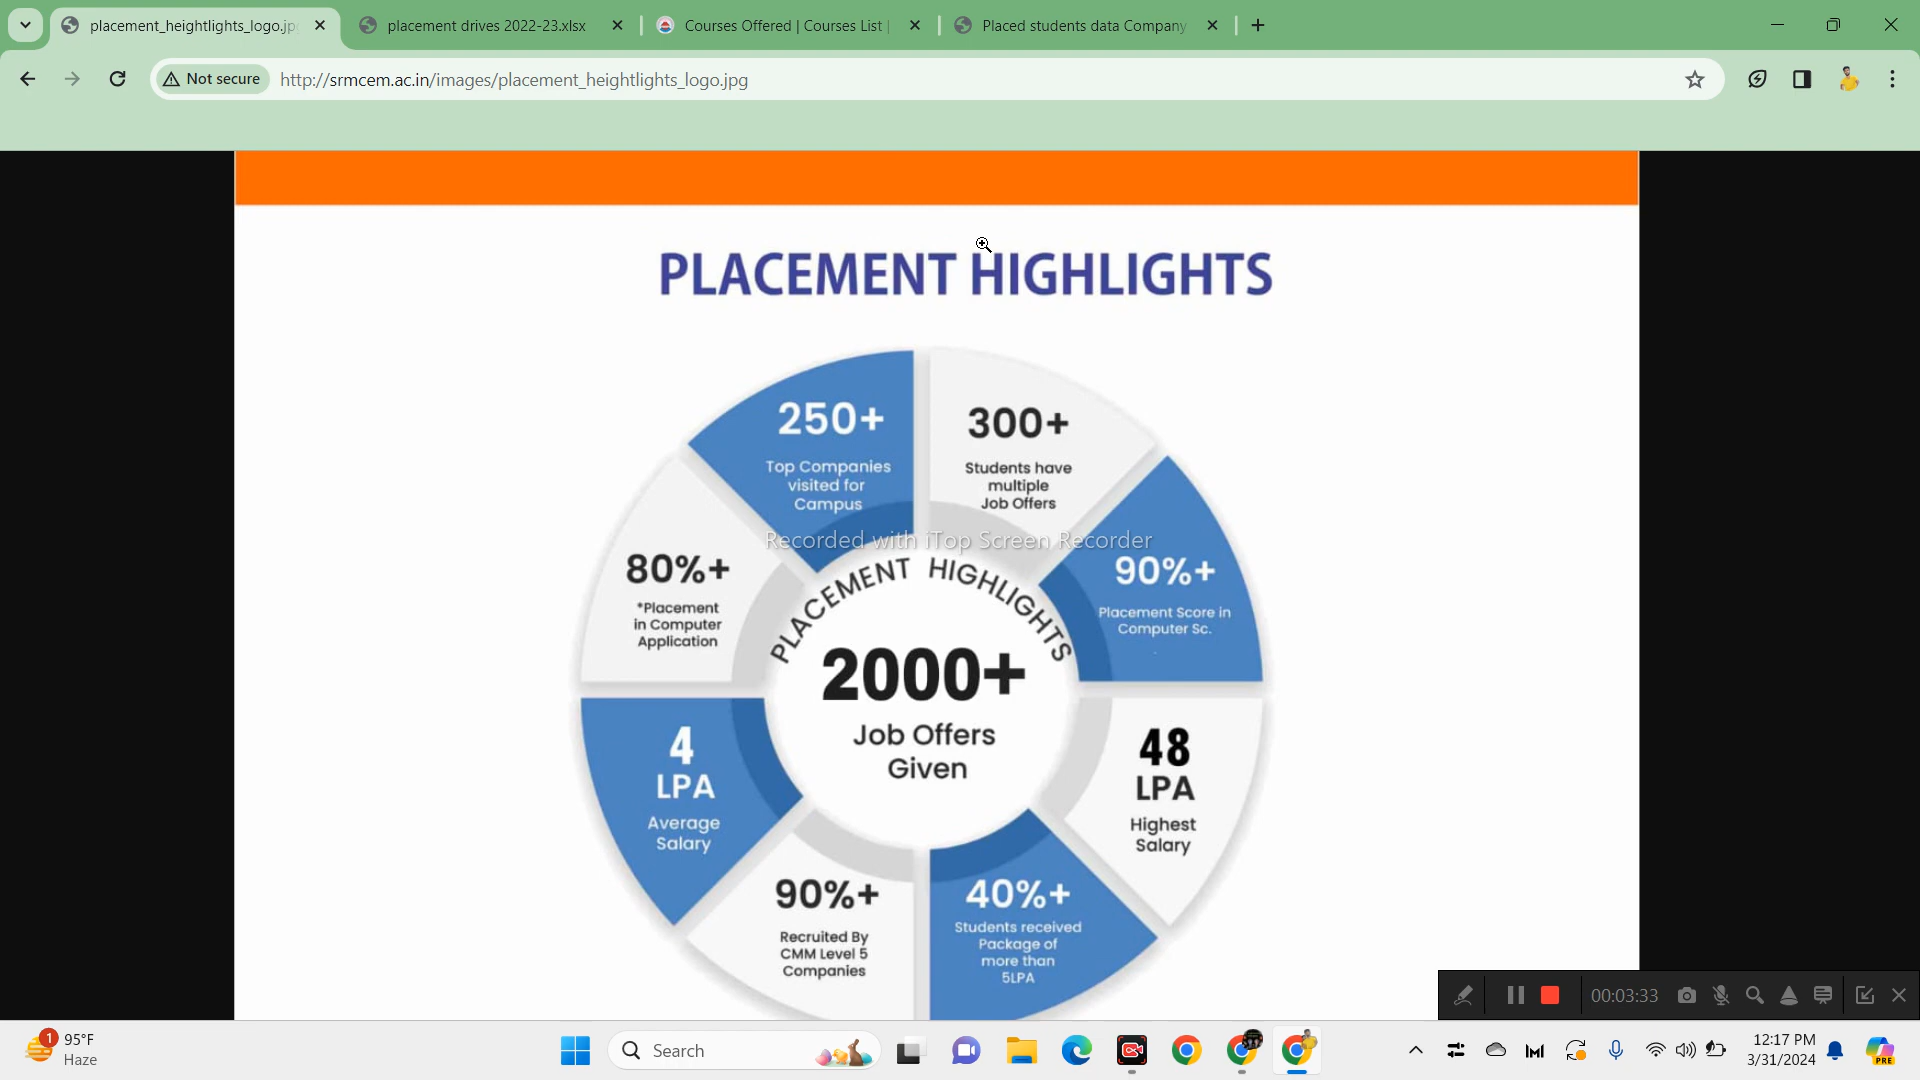 placement_heightlights_logo.jp
placement drives 2022-23.xlsx
Courses Offered | Courses List |
Placed students data Company
Not secure
http://srmcem.ac.in/images/placement_heightlights_logo.jpg
PLACEMENT HIGHLIGHTS
250+
Top Companies
visited for
Campus
300+
Students have
multiple
Job Offers
80%+
*Placement
in Computer
Application
90%+
Placement Score in
Computer Sc.
Recorded with iTop Screen Recorder
PLACEMENT HIGHLIGHTS
2000+
Job Offers
Given
4
LPA
Average
Salary
48
LPA
Highest
Salary
90%+
Recruited By
CMM Level 5
Companies
40%+
Students received
Package of
more than
5LPA
00:03:33
1
95°F
Haze
Search
12:17 PM
3/31/2024
PRE